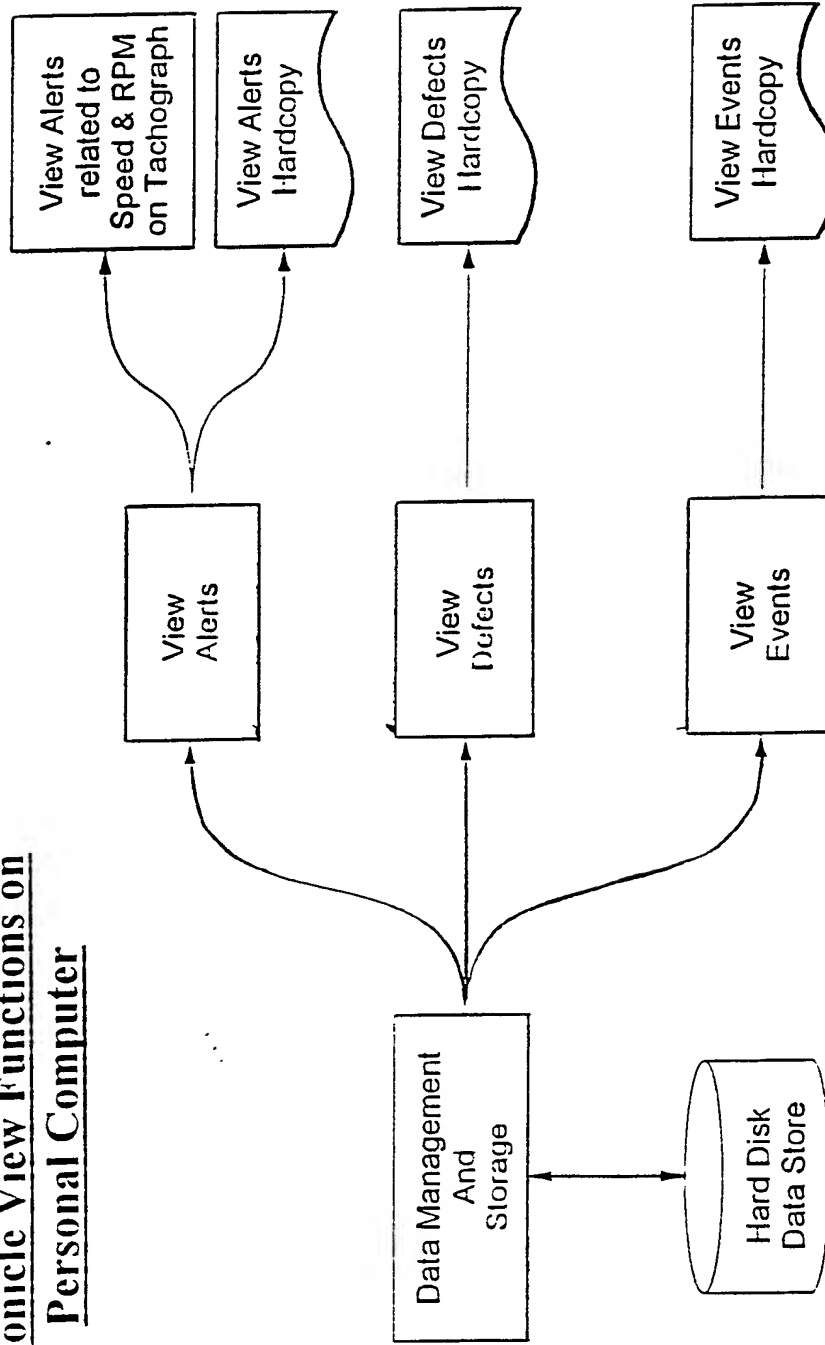 onicle View Functions on
Personal Computer
Data Management
And
Storage
Hard Disk
Data Store
View
Alerts
View
Defects
View
Events
View Alerts
related to
Speed & RPM
on Tachograph
View Alerts
Hardcopy
View Defects
Hardcopy
View Events
Hardcopy